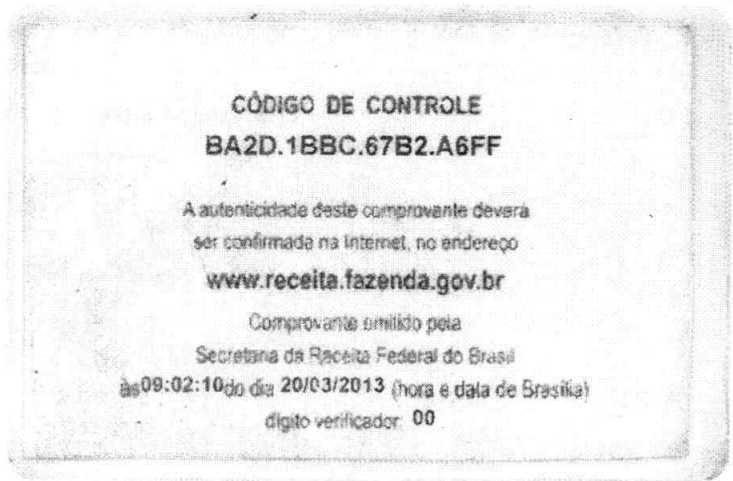 CÓDIGO DE CONTROLE
BA2D.1BBC.67B2.A6FF
A autenticidade deste comprovante deverá
ser confirmada na Internet, no endereço
www.receita.fazenda.gov.br
Comprovante emitido pela
Secretaria da Receita Federal do Brasil
às09:02:10do dia 20/03/2013 (hora e data de Brasília)
dígito verificador: 00